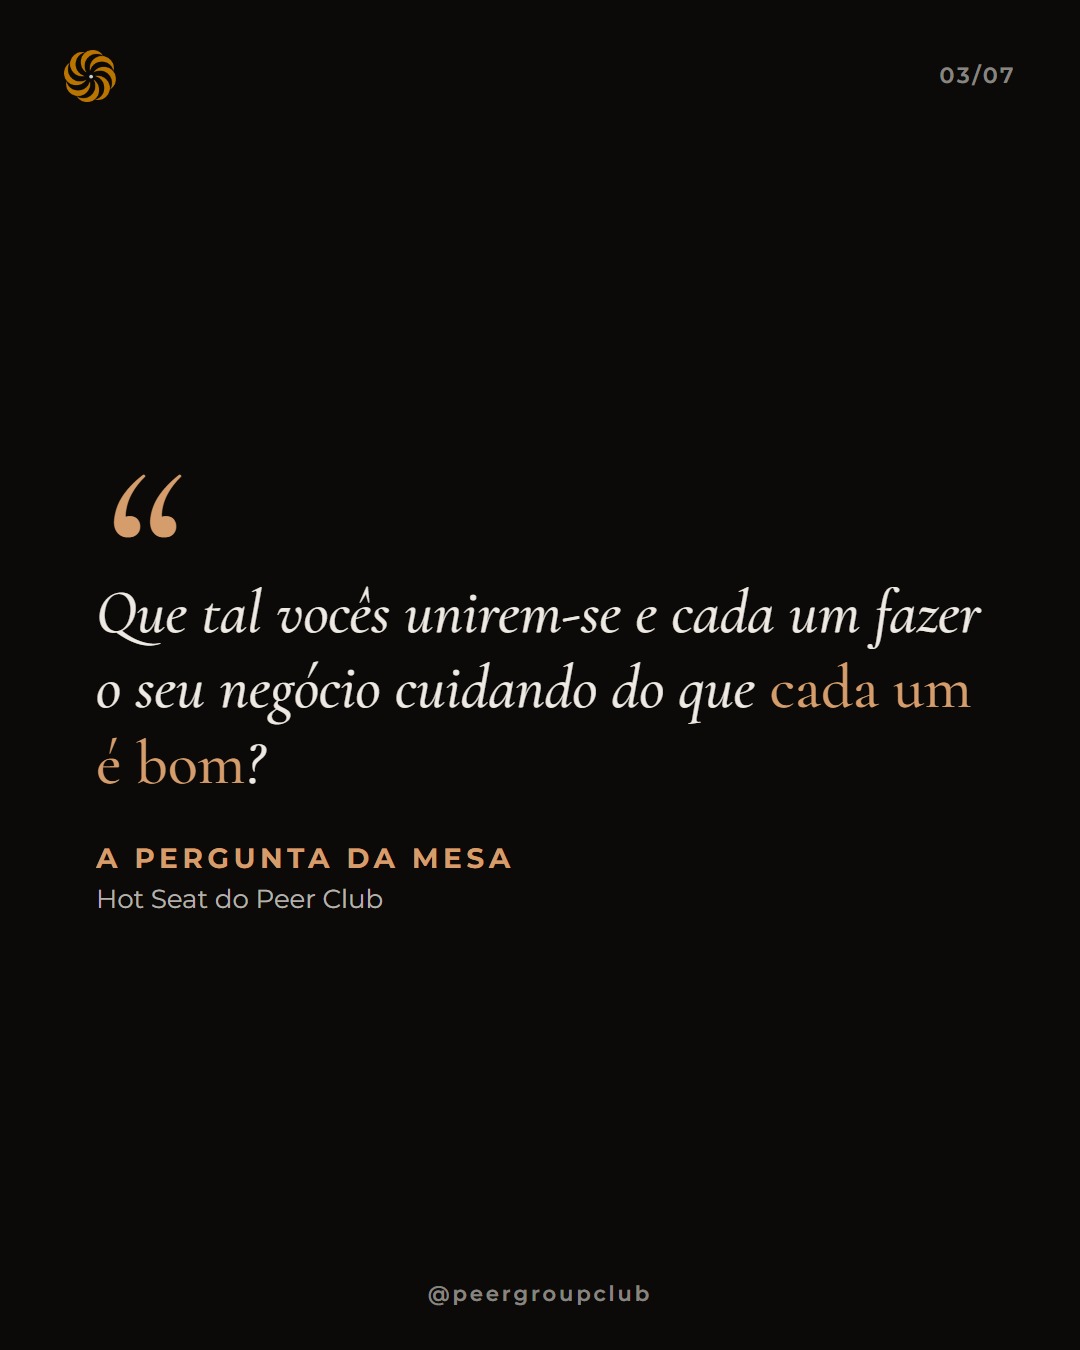 03/07
“
Que tal vocês unirem-se e cada um fazer
o seu negócio cuidando do que cada um
é bom?
A PERGUNTA DA MESA
Hot Seat do Peer Club
@peergroupclub